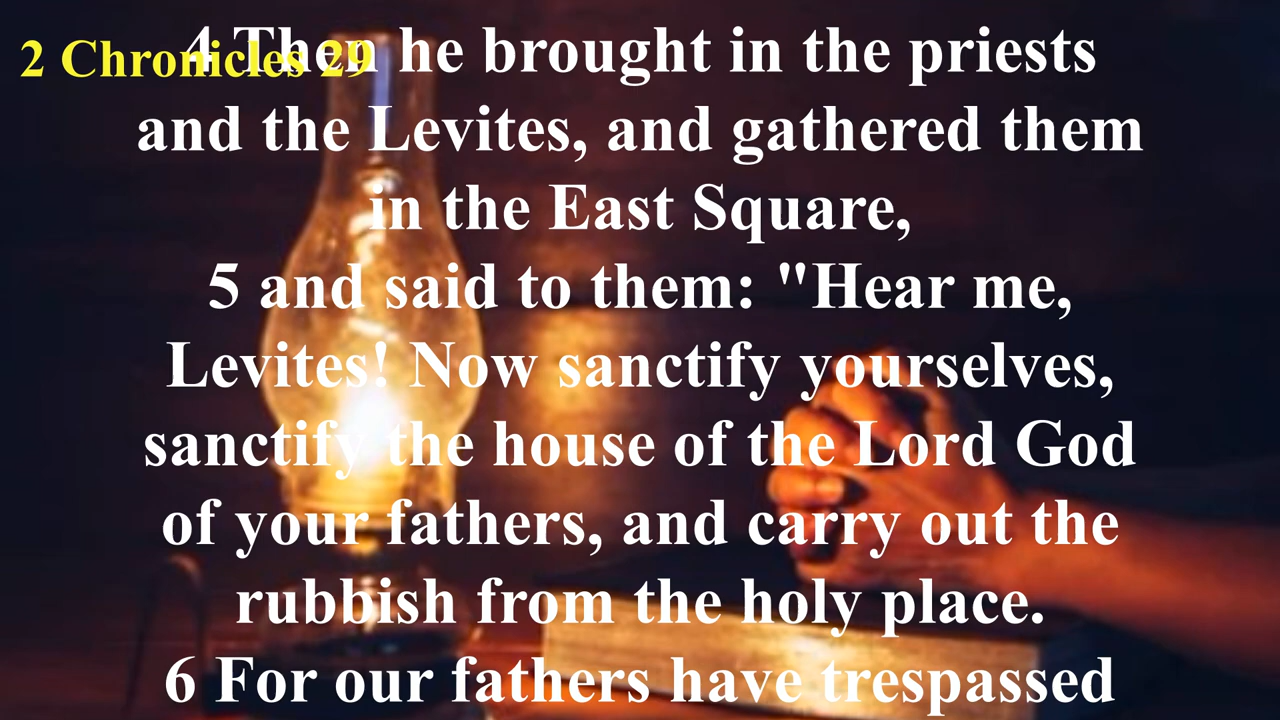 2 Chronicles 29
4 Then he brought in the priests
and the Levites, and gathered them
in the East Square,
5 and said to them: "Hear me,
Levites! Now sanctify yourselves,
sanctify the house of the Lord God
of your fathers, and carry out the
rubbish from the holy place.
6 For our fathers have trespassed